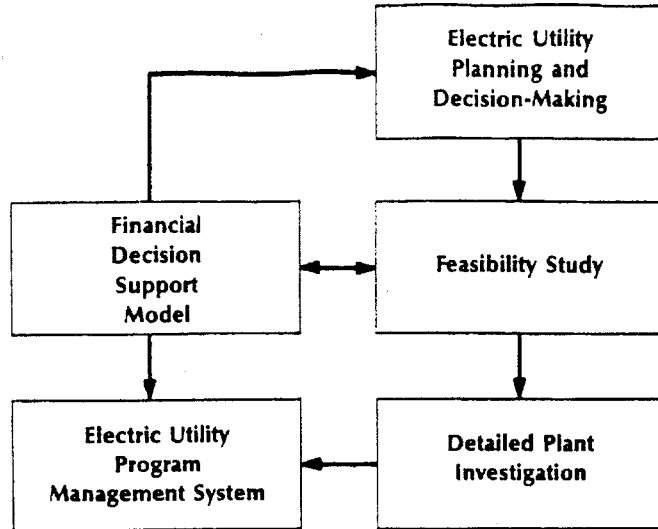 Electric Utility
Planning and
Decision-Making
Financial
Decision
Support
Model
Feasibility Study
Electric Utility
Program
Management System
Detailed Plant
Investigation